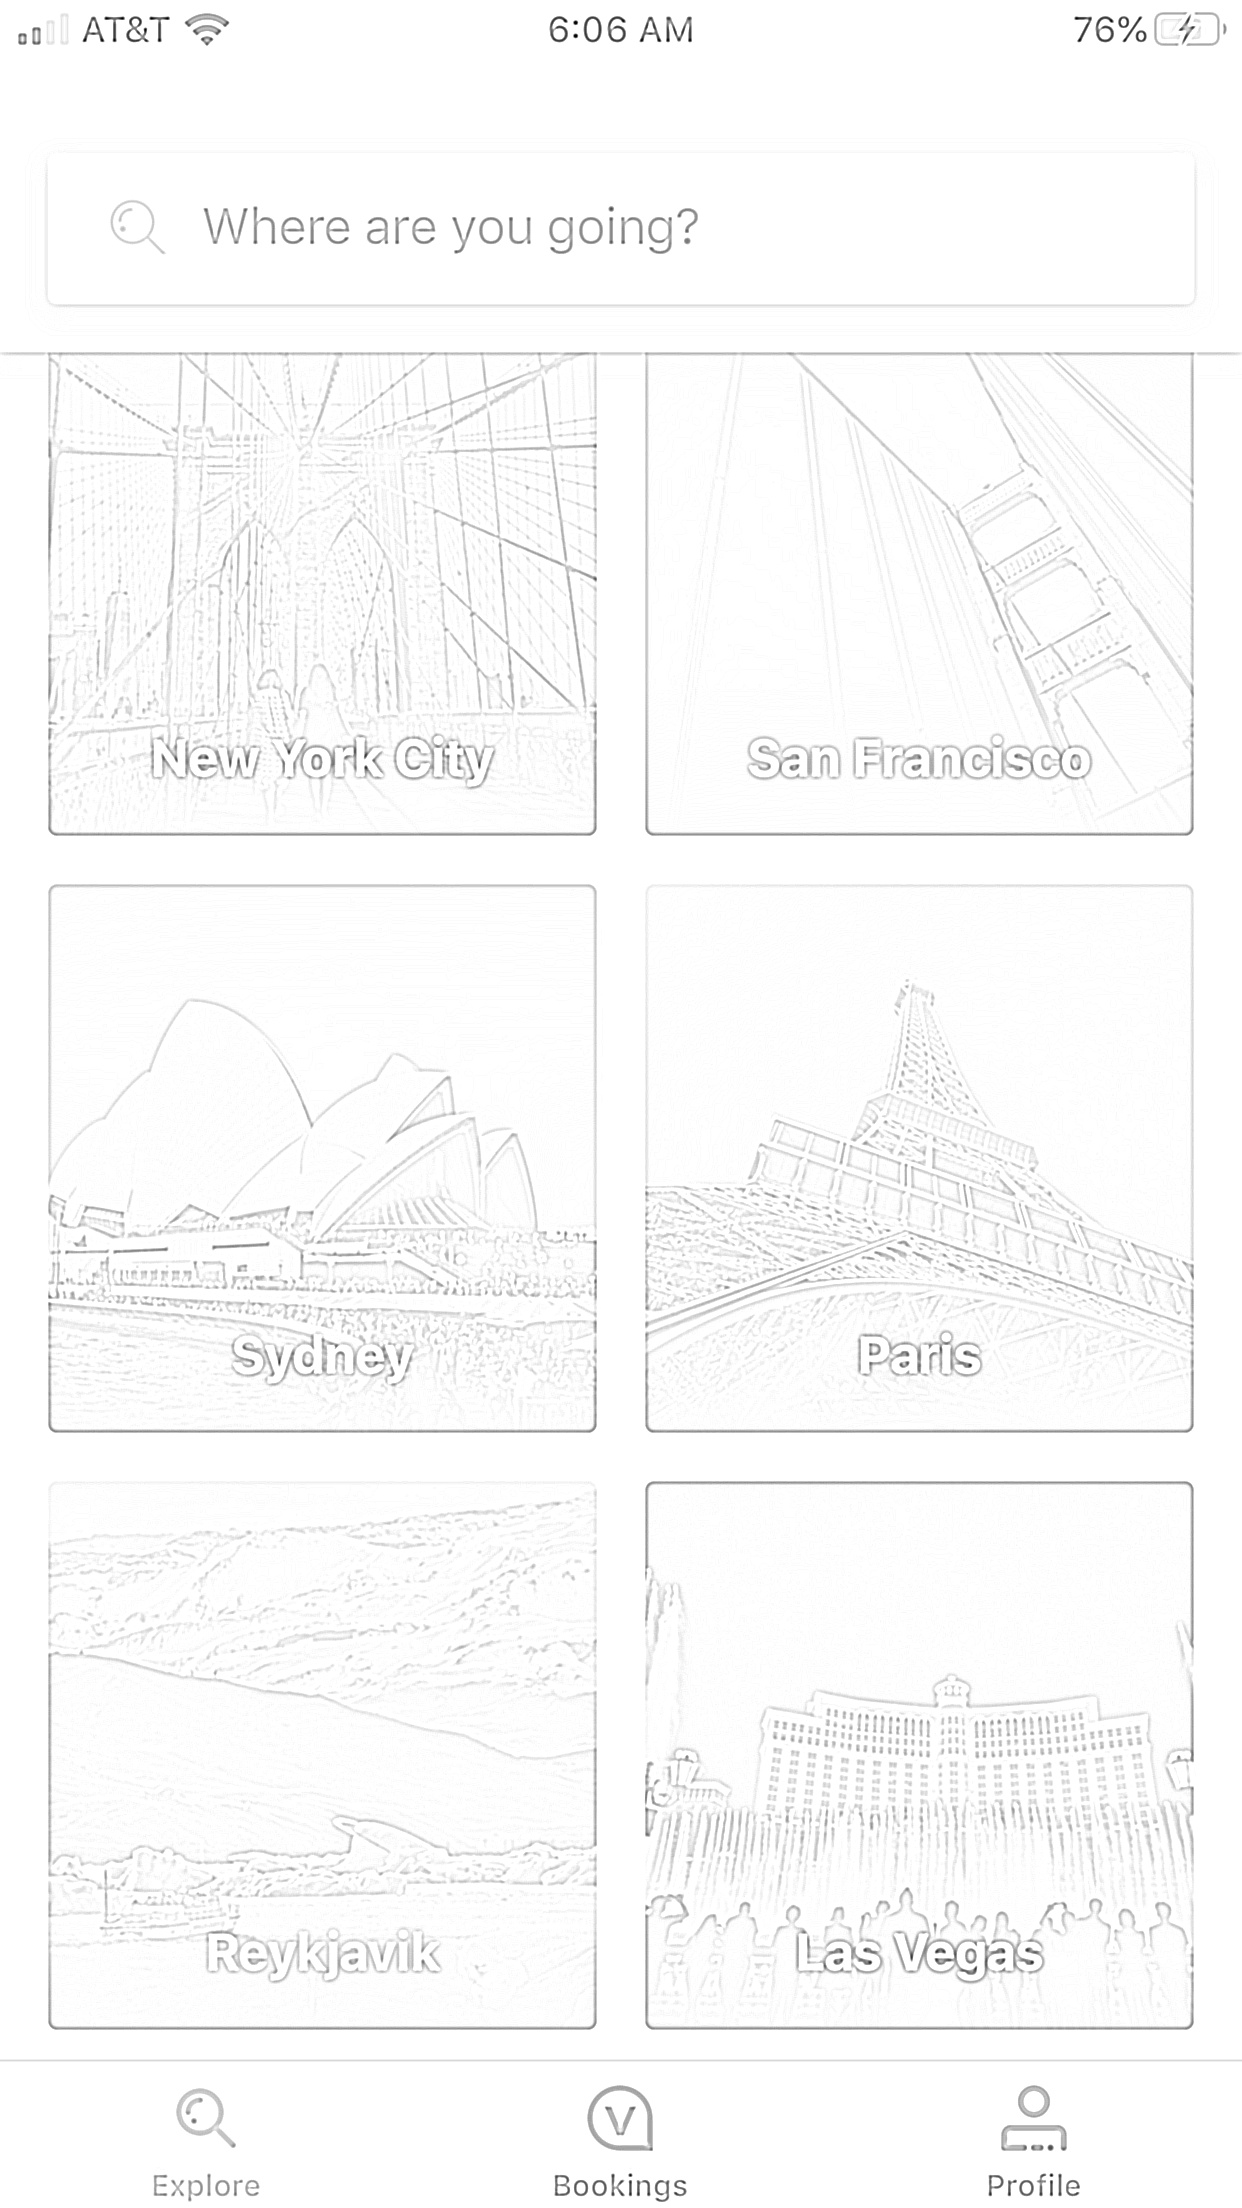 AT&T 6:06 AM 76%
Where are you going?
New York City San Francisco
Sydney Paris
Reykjavik Las Vegas
V
Explore Bookings Profile